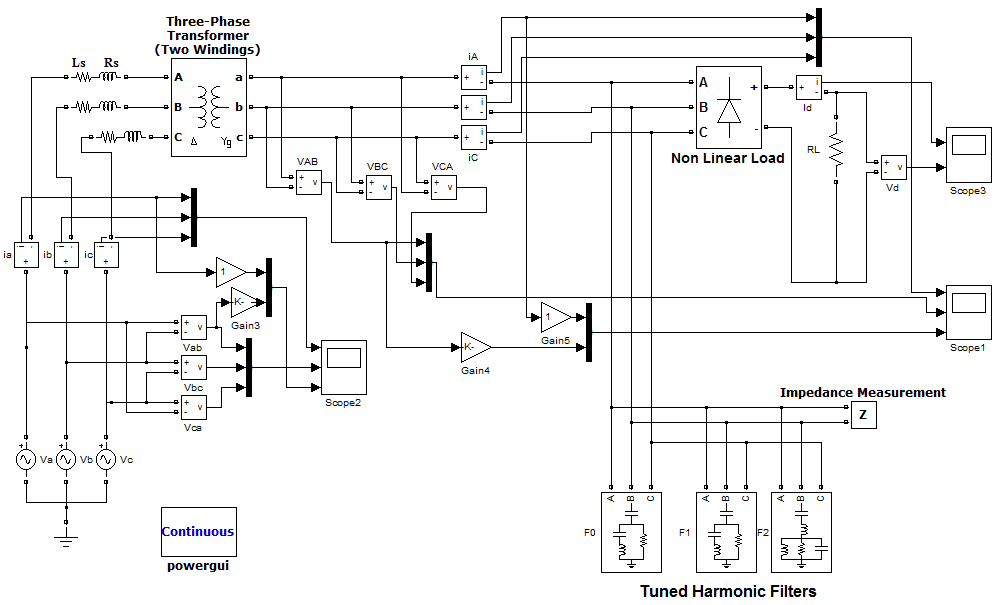 Three-Phase
Transformer
(Two Windings)
Ls Rs
A a
B b
C c
Δ Yg
iA
+ i -
+ i -
+ i -
iC
A +
B
C -
Non Linear Load
+ i -
Id
RL
+ - v
Vd
Scope3
VAB
+ - v
VBC
+ - v
VCA
+ - v
ia
ib
ic
i - +
i - +
i - +
1
K-
Gain3
+ - v
Vab
+ - v
Vbc
+ - v
Vca
Scope2
K-
Gain4
1
Gain5
Scope1
Impedance Measurement
Z
+ Va
+ Vb
+ Vc
Continuous
powergui
A B C
F0
A B C
F1
A B C
F2
Tuned Harmonic Filters